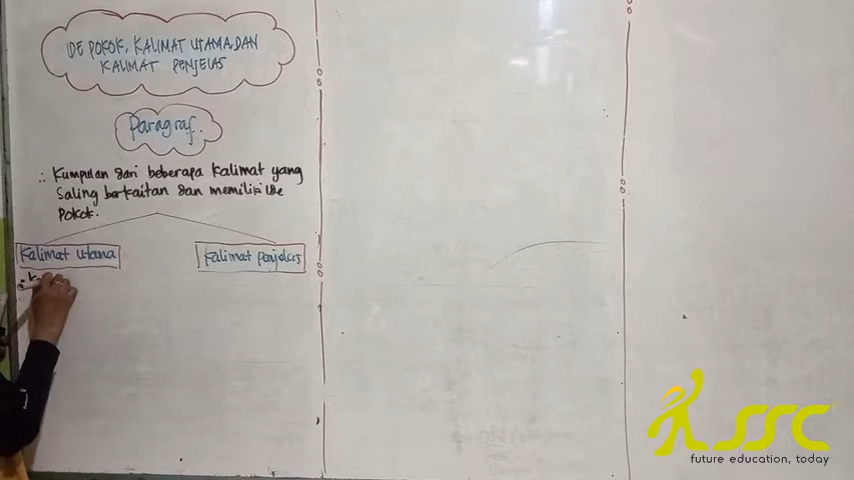 IDE POKOK, KALIMAT UTAMA, DAN
KALIMAT PENJELAS
Paragraf.
∴ Kumpulan dari beberapa kalimat yang
Saling berkaitan dan memiliki ide
Pokok.
Kalimat utama
Kalimat penjelas
SSC
future education, today